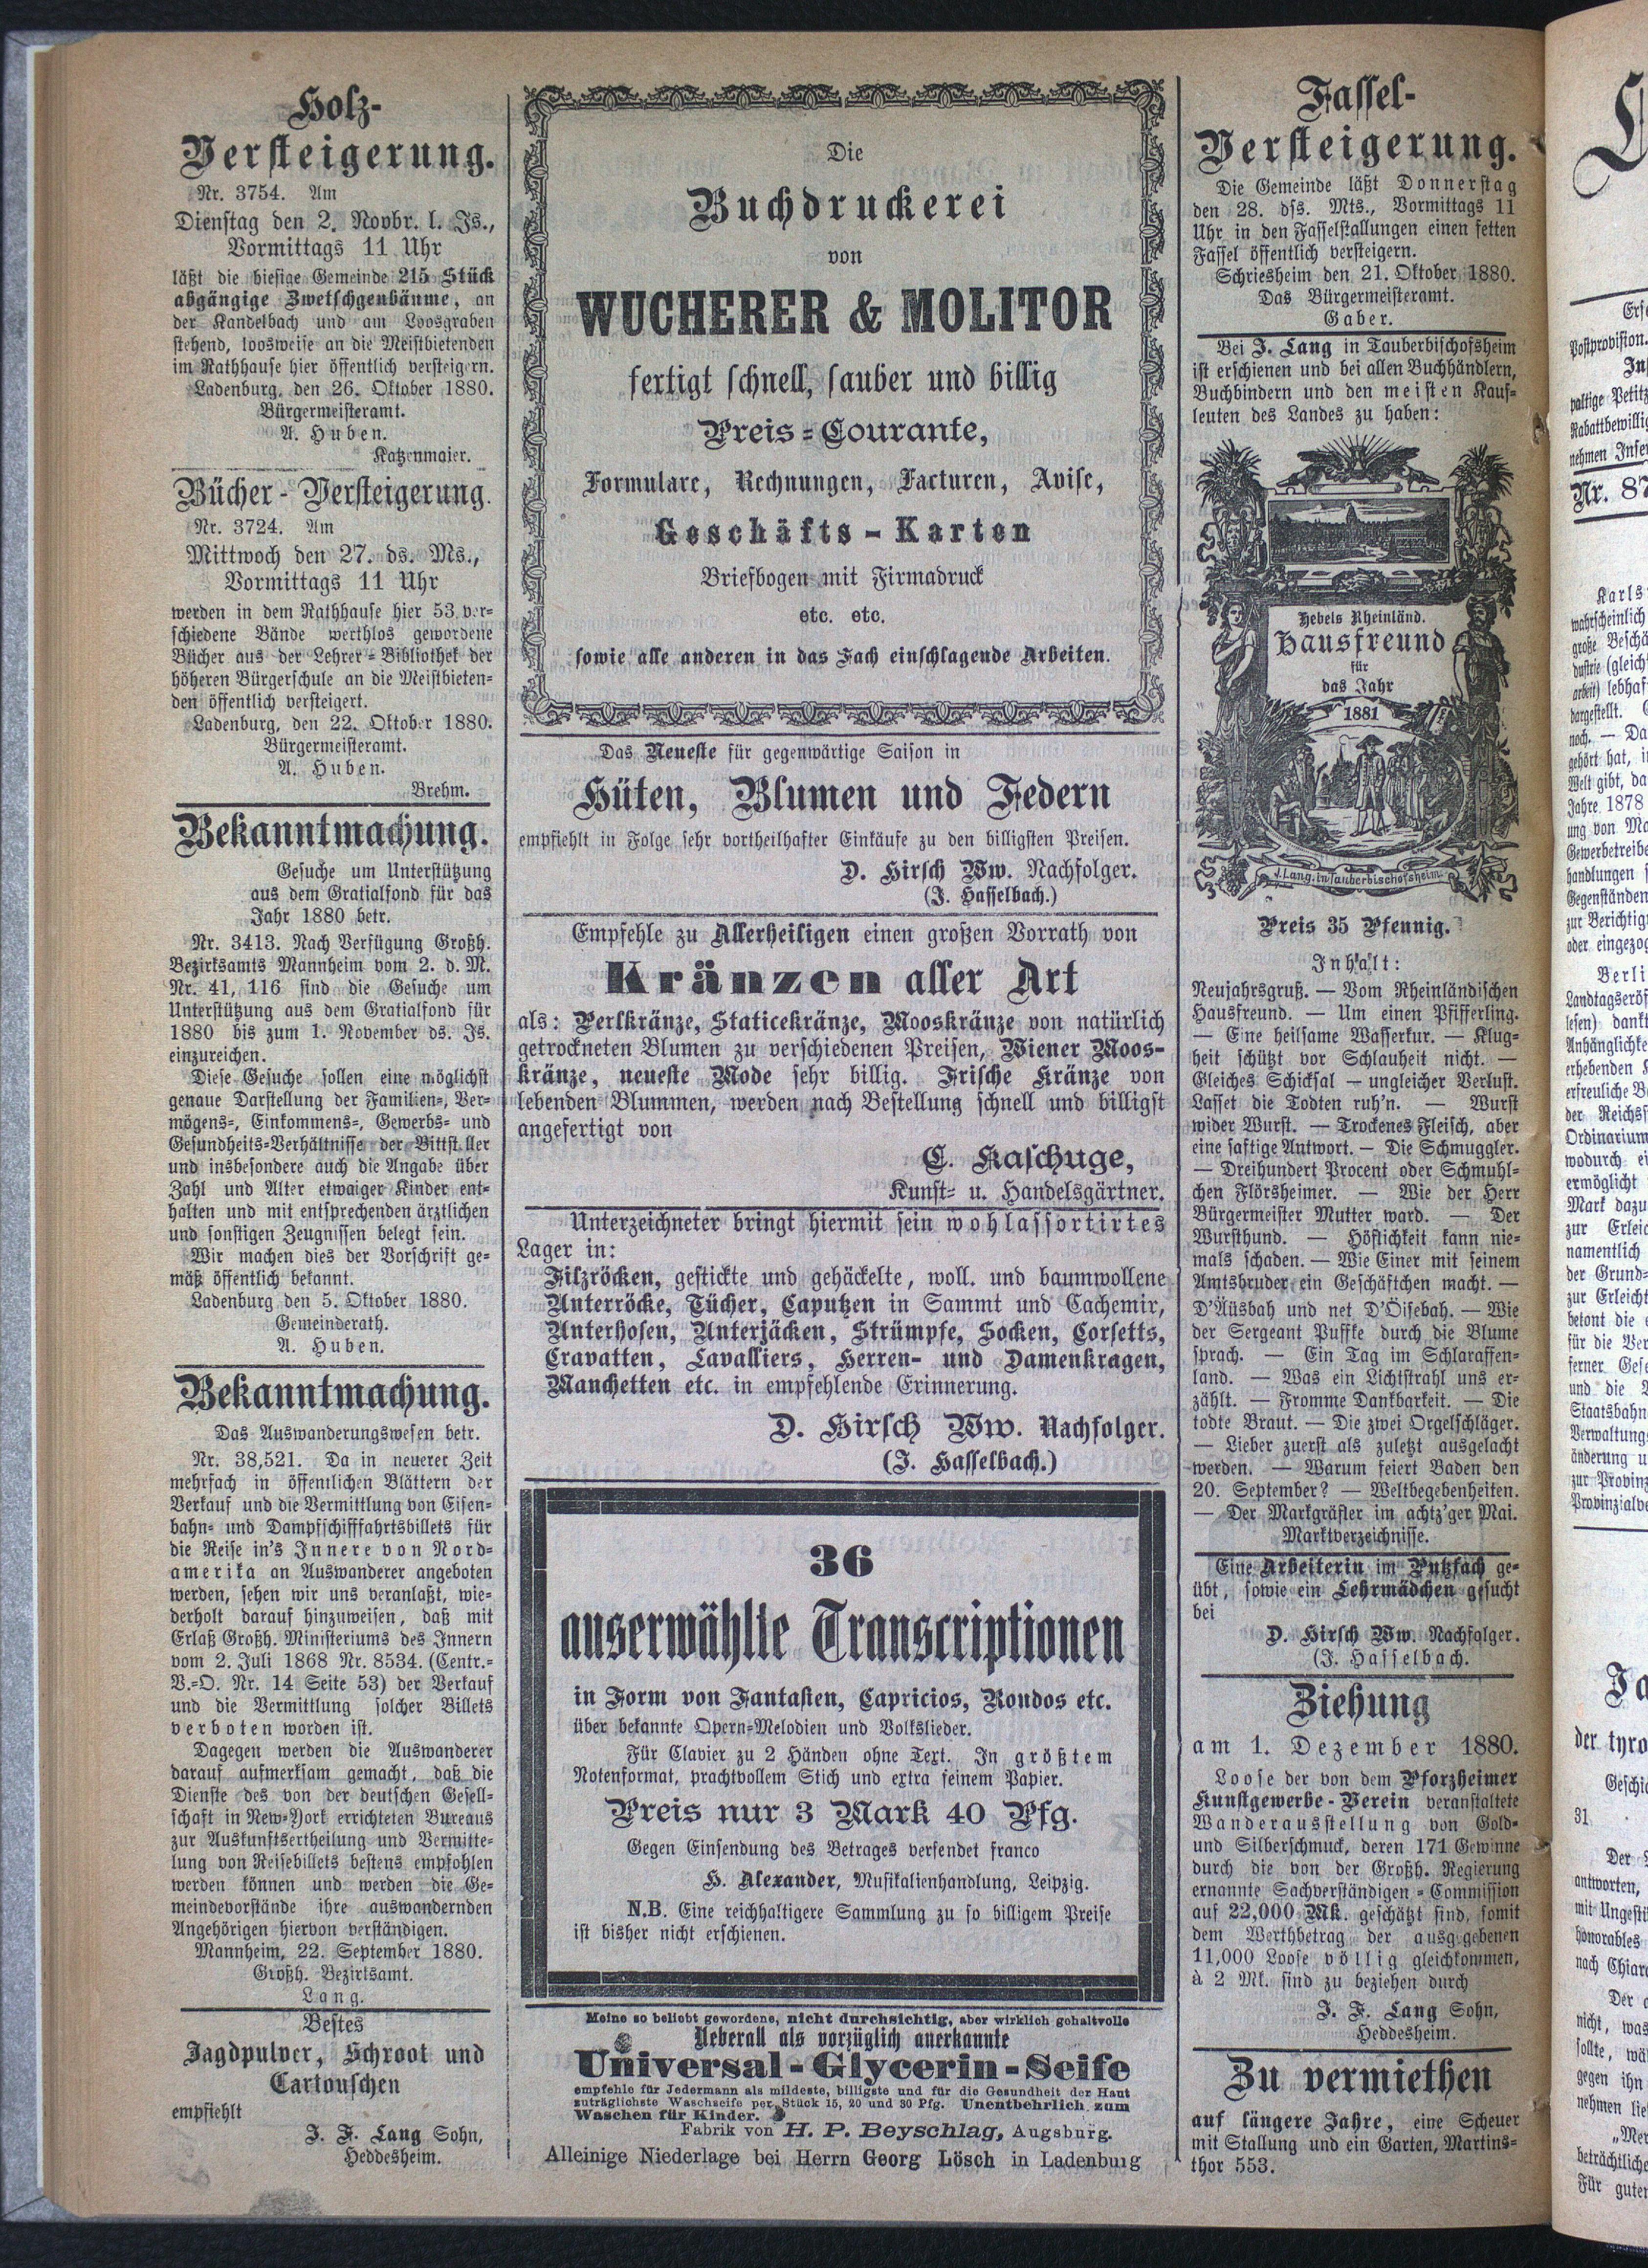 Holz-
Versteigerung.
Nr. 3754. Am
Dienstag den 2. Novbr. l. Js.,
Vormittags 11 Uhr
läßt die hiesige Gemeinde 215 Stück
abgängige Zwetschgenbäume, an
der Kandelbach und am Loosgraben
stehend, loosweise an die Meistbietenden
im Rathhause hier öffentlich versteigern.
Ladenburg, den 26. Oktober 1880.
Bürgermeisteramt.
A. Huben.
Katzenmaier.
Bücher-Versteigerung.
Nr. 3724. Am
Mittwoch den 27. ds. Ms.,
Vormittags 11 Uhr
werden in dem Rathhause hier 53 ver-
schiedene Bände werthlos gewordene
Bücher aus der Lehrer-Bibliothek der
höheren Bürgerschule an die Meistbieten-
den öffentlich versteigert.
Ladenburg, den 22. Oktober 1880.
Bürgermeisteramt.
A. Huben.
Brehm.
Bekanntmachung.
Gesuche um Unterstützung
aus dem Gratialfond für das
Jahr 1880 betr.
Nr. 3413. Nach Verfügung Großh.
Bezirksamts Mannheim vom 2. d. M.
Nr. 41, 116 sind die Gesuche um
Unterstützung aus dem Gratialfond für
1880 bis zum 1. November ds. Js.
einzureichen.
Diese Gesuche sollen eine möglichst
genaue Darstellung der Familien-, Ver-
mögens-, Einkommens-, Gewerbs- und
Gesundheits-Verhältnisse der Bittsteller
und insbesondere auch die Angabe über
Zahl und Alter etwaiger Kinder ent-
halten und mit entsprechenden ärztlichen
und sonstigen Zeugnissen belegt sein.
Wir machen dies der Vorschrift ge-
mäß öffentlich bekannt.
Ladenburg den 5. Oktober 1880.
Gemeinderath.
A. Huben.
Bekanntmachung.
Das Auswanderungswesen betr.
Nr. 38,521. Da in neuerer Zeit
mehrfach in öffentlichen Blättern der
Verkauf und die Vermittlung von Eisen-
bahn- und Dampfschifffahrtsbillets für
die Reise in's Innere von Nord-
amerika an Auswanderer angeboten
werden, sehen wir uns veranlaßt, wie-
derholt darauf hinzuweisen, daß mit
Erlaß Großh. Ministeriums des Innern
vom 2. Juli 1868 Nr. 8534. (Centr.-
V.-O. Nr. 14 Seite 53) der Verkauf
und die Vermittlung solcher Billets
verboten worden ist.
Dagegen werden die Auswanderer
darauf aufmerksam gemacht, daß die
Dienste des von der deutschen Gesell-
schaft in New-York errichteten Bureaus
zur Auskunftsertheilung und Vermitte-
lung von Reisebillets bestens empfohlen
werden können und werden die Ge-
meindevorstände ihre auswandernden
Angehörigen hiervon verständigen.
Mannheim, 22. September 1880.
Großh. Bezirksamt.
Lang.
Bestes
Jagdpulver, Schroot und
Cartouschen
empfiehlt
J. F. Lang Sohn,
Heddesheim.
Die
Buchdruckerei
von
WUCHERER & MOLITOR
fertigt schnell, sauber und billig
Preis-Courante,
Formulare, Rechnungen, Facturen, Avise,
Geschäfts-Karten
Briefbogen mit Firmadruck
etc. etc.
sowie alle anderen in das Fach einschlagende Arbeiten.
Das Neueste für gegenwärtige Saison in
Hüten, Blumen und Federn
empfiehlt in Folge sehr vortheilhafter Einkäufe zu den billigsten Preisen.
D. Hirsch Ww. Nachfolger.
(J. Hasselbach.)
Empfehle zu Allerheiligen einen großen Vorrath von
Kränzen aller Art
als: Perlkränze, Staticekränze, Mooskränze von natürlich
getrockneten Blumen zu verschiedenen Preisen, Wiener Moos-
kränze, neueste Mode sehr billig. Frische Kränze von
lebenden Blummen, werden nach Bestellung schnell und billigst
angefertigt von
C. Kaschuge,
Kunst- u. Handelsgärtner.
Unterzeichneter bringt hiermit sein wohlassortirtes
Lager in:
Filzröcken, gestickte und gehäckelte, woll. und baumwollene
Unterröcke, Tücher, Caputzen in Sammt und Cachemir,
Unterhosen, Unterjäcken, Strümpfe, Socken, Corsetts,
Cravatten, Lavalliers, Herren- und Damenkragen,
Manchetten etc. in empfehlende Erinnerung.
D. Hirsch Ww. Nachfolger.
(J. Hasselbach.)
36
auserwählte Transcriptionen
in Form von Fantasien, Capricios, Rondos etc.
über bekannte Opern-Melodien und Volkslieder.
Für Clavier zu 2 Händen ohne Text. In größtem
Notenformat, prachtvollem Stich und extra feinem Papier.
Preis nur 3 Mark 40 Pfg.
Gegen Einsendung des Betrages versendet franco
H. Alexander, Musikalienhandlung, Leipzig.
N.B. Eine reichhaltigere Sammlung zu so billigem Preise
ist bisher nicht erschienen.
Meine so beliebt gewordene, nicht durchsichtig, aber wirklich gehaltvolle
Ueberall als vorzüglich anerkannte
Universal-Glycerin-Seife
empfehle für Jedermann als mildeste, billigste und für die Gesundheit der Haut
zuträglichste Waschseife per Stück 15, 20 und 30 Pfg. Unentbehrlich zum
Waschen für Kinder.
Fabrik von H. P. Beyschlag, Augsburg.
Alleinige Niederlage bei Herrn Georg Lösch in Ladenburg
Fassel-
Versteigerung.
Die Gemeinde läßt Donnerstag
den 28. dss. Mts., Vormittags 11
Uhr in den Fasselstallungen einen fetten
Fassel öffentlich versteigern.
Schriesheim den 21. Oktober 1880.
Das Bürgermeisteramt.
Gaber.
Bei J. Lang in Tauberbischofsheim
ist erschienen und bei allen Buchhändlern,
Buchbindern und den meisten Kauf-
leuten des Landes zu haben:
Hebels Rheinländ.
Hausfreund
für
das Jahr
1881
J. Lang. in Tauberbischofsheim.
Preis 35 Pfennig.
Inhalt:
Neujahrsgruß. — Vom Rheinländischen
Hausfreund. — Um einen Pfifferling.
— Eine heilsame Wasserkur. — Klug-
heit schützt vor Schlauheit nicht. —
Gleiches Schicksal — ungleicher Verlust.
Lasset die Todten ruh'n. — Wurst
wider Wurst. — Trockenes Fleisch, aber
eine saftige Antwort. — Die Schmuggler.
— Dreihundert Procent oder Schmuhl-
chen Flörsheimer. — Wie der Herr
Bürgermeister Mutter ward. — Der
Wursthund. — Höflichkeit kann nie-
mals schaden. — Wie Einer mit seinem
Amtsbruder ein Geschäftchen macht. —
D'Äüsbah und net D'Öisebah. — Wie
der Sergeant Puffke durch die Blume
sprach. — Ein Tag im Schlaraffen-
land. — Was ein Lichtstrahl uns er-
zählt. — Fromme Dankbarkeit. — Die
todte Braut. — Die zwei Orgelschläger.
— Lieber zuerst als zuletzt ausgelacht
werden. — Warum feiert Baden den
20. September? — Weltbegebenheiten.
— Der Markgräfler im achtz'ger Mai.
Marktverzeichnisse.
Eine Arbeiterin im Putzfach ge-
übt, sowie ein Lehrmädchen gesucht
bei
D. Hirsch Ww. Nachfolger.
(J. Hasselbach.
Ziehung
am 1. Dezember 1880.
Loose der von dem Pforzheimer
Kunstgewerbe-Verein veranstaltete
Wanderausstellung von Gold-
und Silberschmuck, deren 171 Gewinne
durch die von der Großh. Regierung
ernannte Sachverständigen-Commission
auf 22,000 Mk. geschätzt sind, somit
dem Werthbetrag der ausgegebenen
11,000 Loose völlig gleichkommen,
à 2 Mk. sind zu beziehen durch
J. F. Lang Sohn,
Heddesheim.
Zu vermiethen
auf längere Jahre, eine Scheuer
mit Stallung und ein Garten, Martins-
thor 553.
Nr. 87